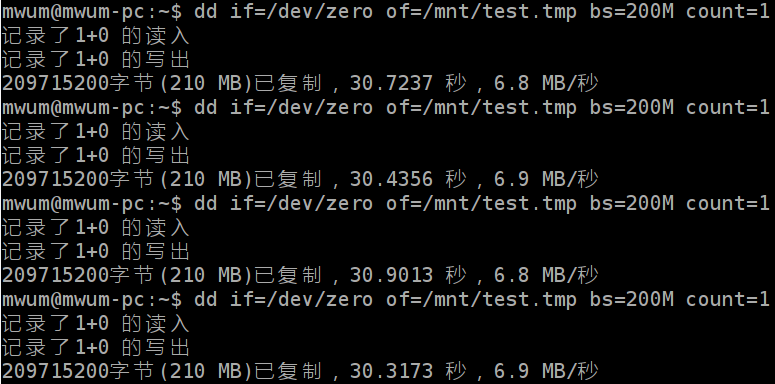 mwum@mwum-pc:~$ dd if=/dev/zero of=/mnt/test.tmp bs=200M count=1
记录了1+0 的读入
记录了1+0 的写出
209715200字节(210 MB)已复制，30.7237 秒，6.8 MB/秒
mwum@mwum-pc:~$ dd if=/dev/zero of=/mnt/test.tmp bs=200M count=1
记录了1+0 的读入
记录了1+0 的写出
209715200字节(210 MB)已复制，30.4356 秒，6.9 MB/秒
mwum@mwum-pc:~$ dd if=/dev/zero of=/mnt/test.tmp bs=200M count=1
记录了1+0 的读入
记录了1+0 的写出
209715200字节(210 MB)已复制，30.9013 秒，6.8 MB/秒
mwum@mwum-pc:~$ dd if=/dev/zero of=/mnt/test.tmp bs=200M count=1
记录了1+0 的读入
记录了1+0 的写出
209715200字节(210 MB)已复制，30.3173 秒，6.9 MB/秒